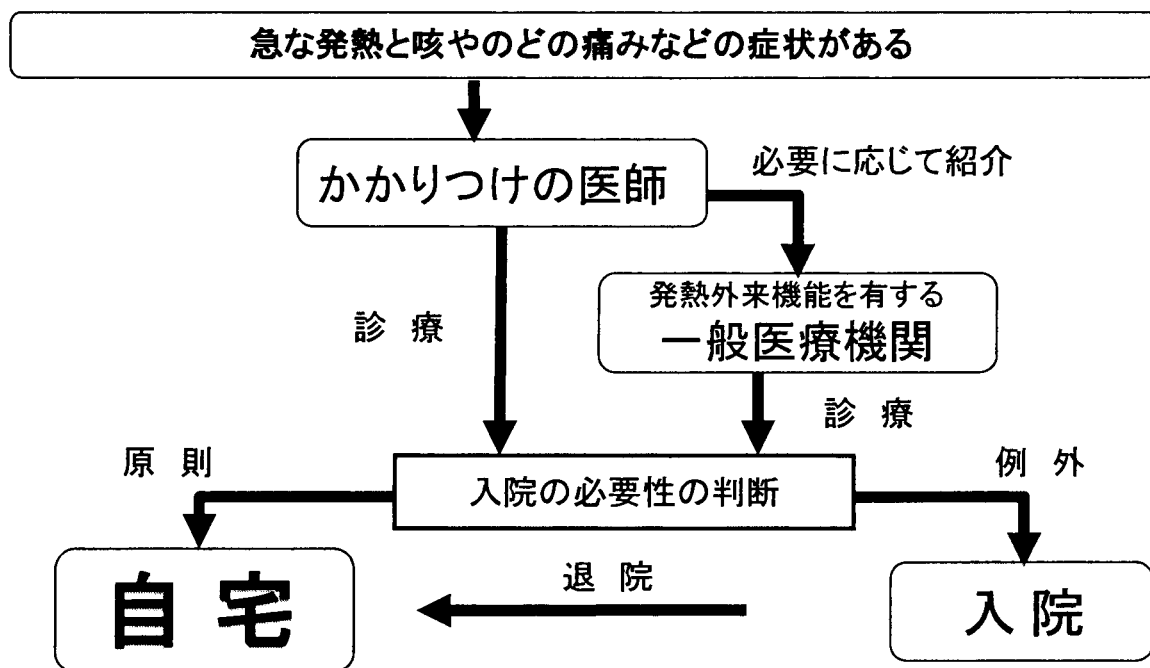 急な発熱と咳やのどの痛みなどの症状がある
かかりつけの医師
必要に応じて紹介
発熱外来機能を有する
一般医療機関
診 療
診 療
原 則
入院の必要性の判断
例 外
自 宅
退 院
入 院